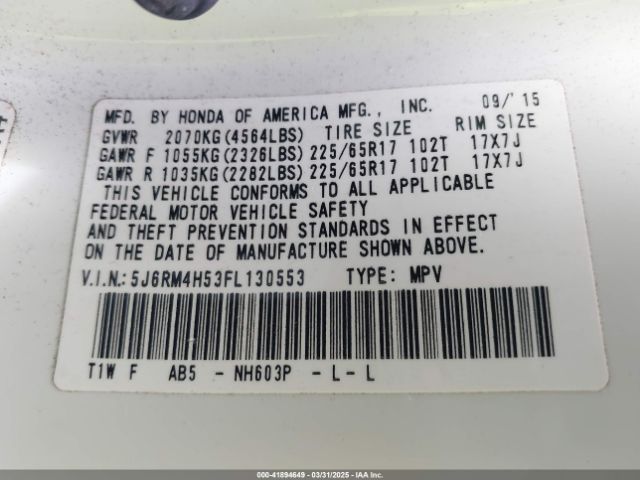 MFD. BY HONDA OF AMERICA MFG., INC. 09/'15
GVWR 2070KG(4564LBS) TIRE SIZE RIM SIZE
GAWR F 1055KG(2326LBS) 225/65R17 102T 17X7J
GAWR R 1035KG(2282LBS) 225/65R17 102T 17X7J
THIS VEHICLE CONFORMS TO ALL APPLICABLE
FEDERAL MOTOR VEHICLE SAFETY
AND THEFT PREVENTION STANDARDS IN EFFECT
ON THE DATE OF MANUFACTURE SHOWN ABOVE.
V.I.N.:5J6RM4H53FL130553 TYPE: MPV
T1W F AB5 - NH603P - L - L
000-41894649 - 03/31/2025 - IAA Inc.